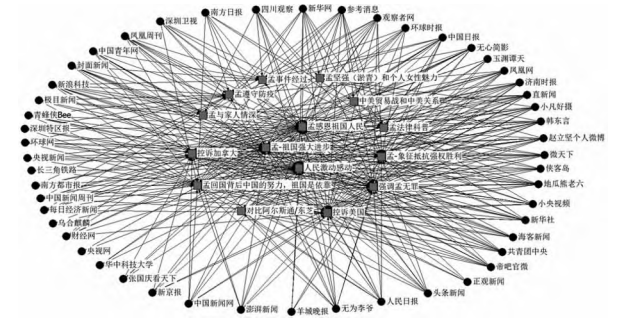 南方日报
四川观察
新华网
参考消息
深圳卫视
观察者网
凤凰周刊
环球时报
中国青年网
中国日报
封面新闻
无心简影
新浪科技
玉渊谭天
极目新闻
凤凰网
青蜂侠Bee
济南时报
深圳特区报
直新闻
环球网
小凡好摄
央视新闻
韩东言
长三角铁路
赵立坚个人微博
南方都市报
微天下
中国新闻周刊
侠客岛
每日经济新闻
地瓜熊老六
乌合麒麟
小央视频
财经网
新华社
央视网
海客新闻
华中科技大学
共青团中央
张国庆看天下
帝吧官微
新京报
正观新闻
中国新闻网
头条新闻
澎湃新闻
人民日报
羊城晚报
无为李爷
孟事件经过
孟坚强（淤青）和个人女性魅力
孟遵守防疫
中美贸易战和中美关系
孟与家人情深
孟感恩祖国人民
孟法律科普
控诉加拿大
孟-祖国强大进步
孟-象征抵抗强权胜利
人民激动感动
孟回国背后中国的努力，祖国是依靠
强调孟无罪
对比阿尔斯通/东芝
控诉美国